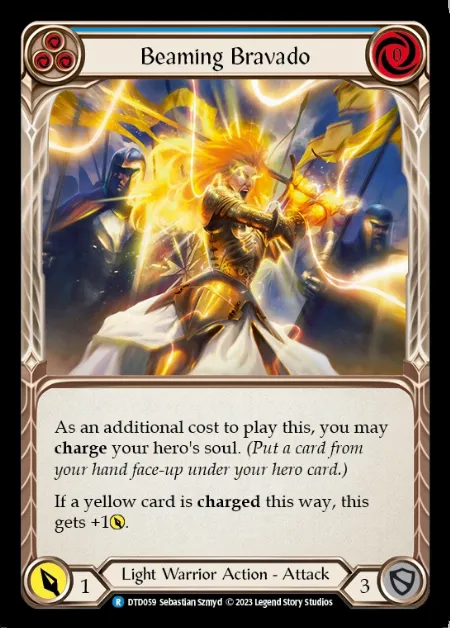 Beaming Bravado
0
As an additional cost to play this, you may
charge your hero's soul. (Put a card from
your hand face-up under your hero card.)
If a yellow card is charged this way, this
gets +1.
1 Light Warrior Action - Attack 3
R DTD059 Sebastian Szmyd © 2023 Legend Story Studios